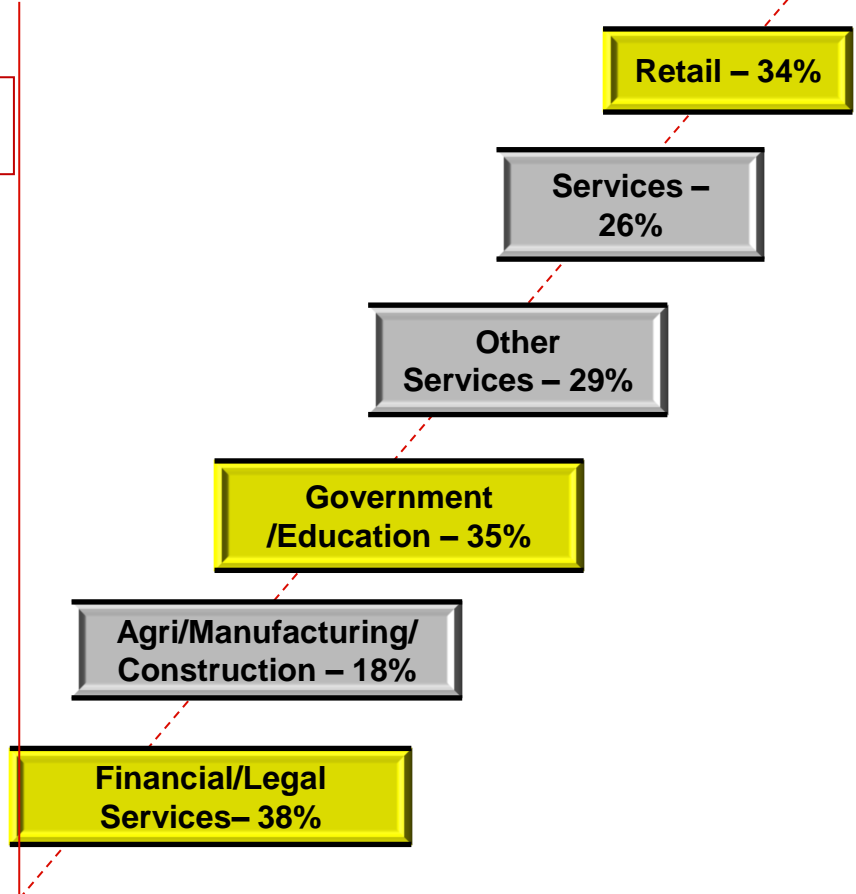 Retail – 34%
Services –
26%
Other
Services – 29%
Government
/Education – 35%
Agri/Manufacturing/
Construction – 18%
Financial/Legal
Services– 38%